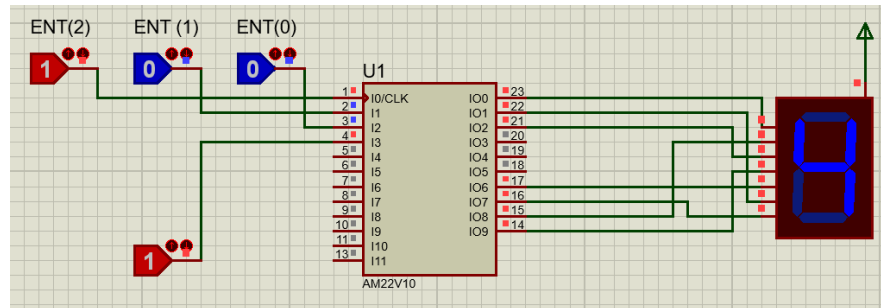 ENT(2) ENT (1) ENT(0)
1 0 0
U1
1 I0/CLK IO0 23
2 I1 IO1 22
3 I2 IO2 21
4 I3 IO3 20
5 I4 IO4 19
6 I5 IO5 18
7 I6 IO6 17
8 I7 IO7 16
9 I8 IO8 15
10 I9 IO9 14
11 I10
13 I11
1
AM22V10
4